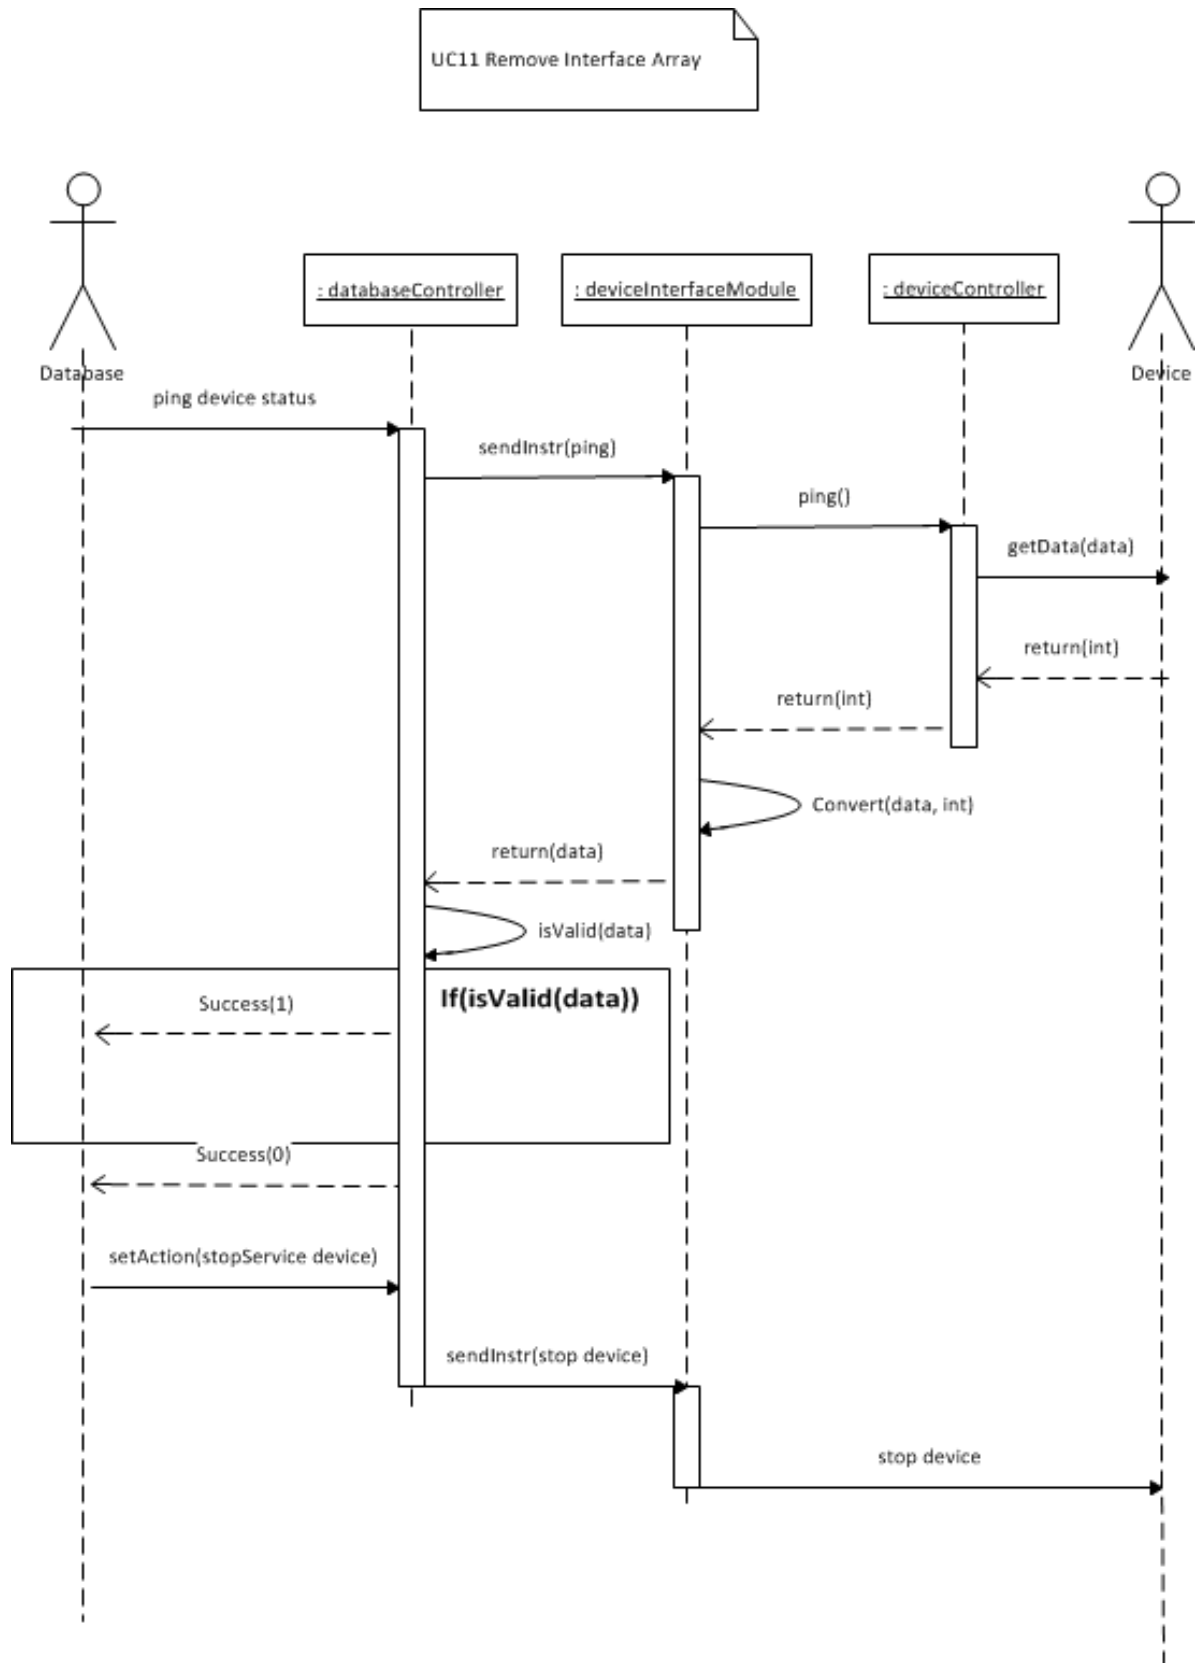 UC11 Remove Interface Array
: databaseController
: deviceInterfaceModule
: deviceController
Database
Device
ping device status
sendInstr(ping)
ping()
getData(data)
return(int)
return(int)
Convert(data, int)
return(data)
isValid(data)
If(isValid(data))
Success(1)
Success(0)
setAction(stopService device)
sendInstr(stop device)
stop device